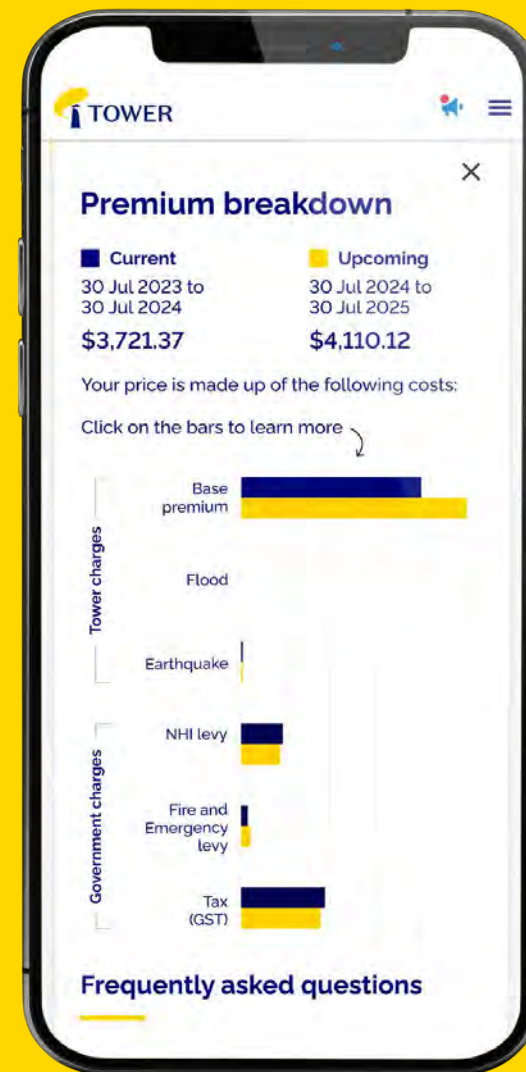 TOWER
Premium breakdown
Current
30 Jul 2023 to
30 Jul 2024
$3,721.37
Upcoming
30 Jul 2024 to
30 Jul 2025
$4,110.12
Your price is made up of the following costs:
Click on the bars to learn more
Tower charges
Base
premium
Flood
Earthquake
Government charges
NHI levy
Fire and
Emergency
levy
Tax
(GST)
Frequently asked questions